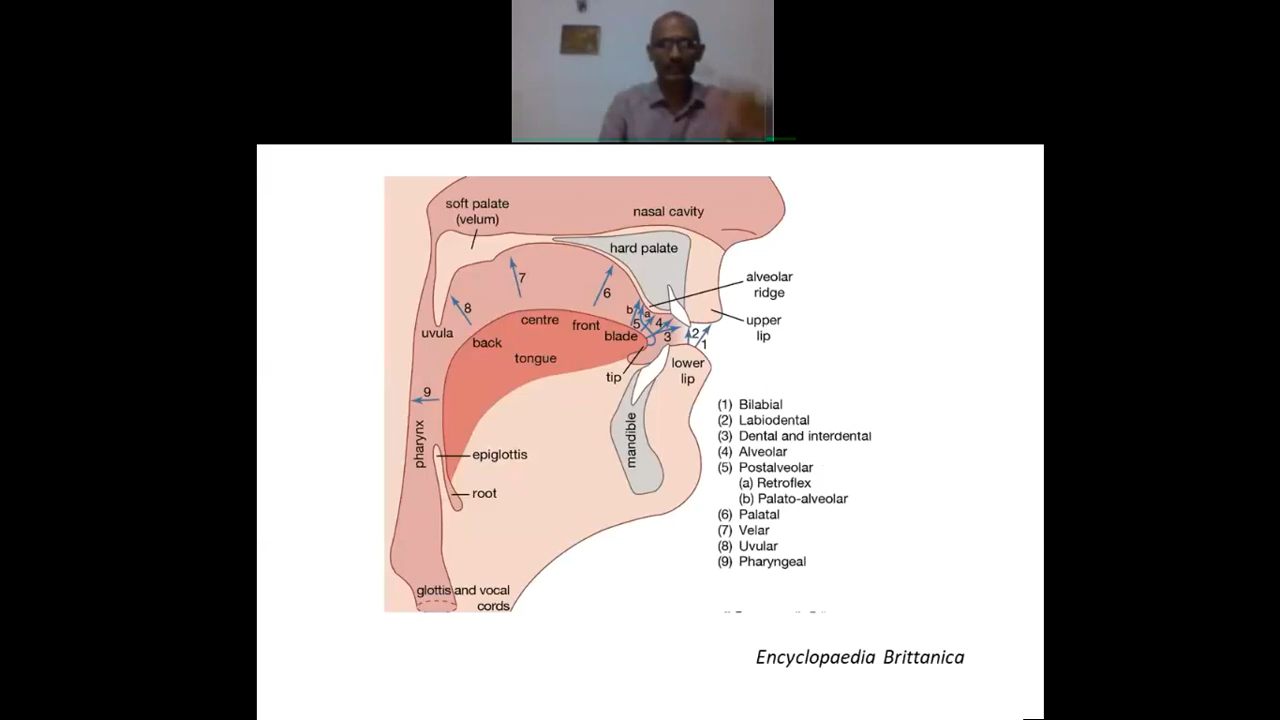 soft palate
(velum)
nasal cavity
hard palate
alveolar
ridge
upper
lip
7
6
8
b
a
5
4
3
2
1
uvula
centre
front
blade
back
tongue
tip
lower
lip
9
pharynx
mandible
epiglottis
root
glottis and vocal
cords
(1) Bilabial
(2) Labiodental
(3) Dental and interdental
(4) Alveolar
(5) Postalveolar
(a) Retroflex
(b) Palato-alveolar
(6) Palatal
(7) Velar
(8) Uvular
(9) Pharyngeal
Encyclopaedia Brittanica